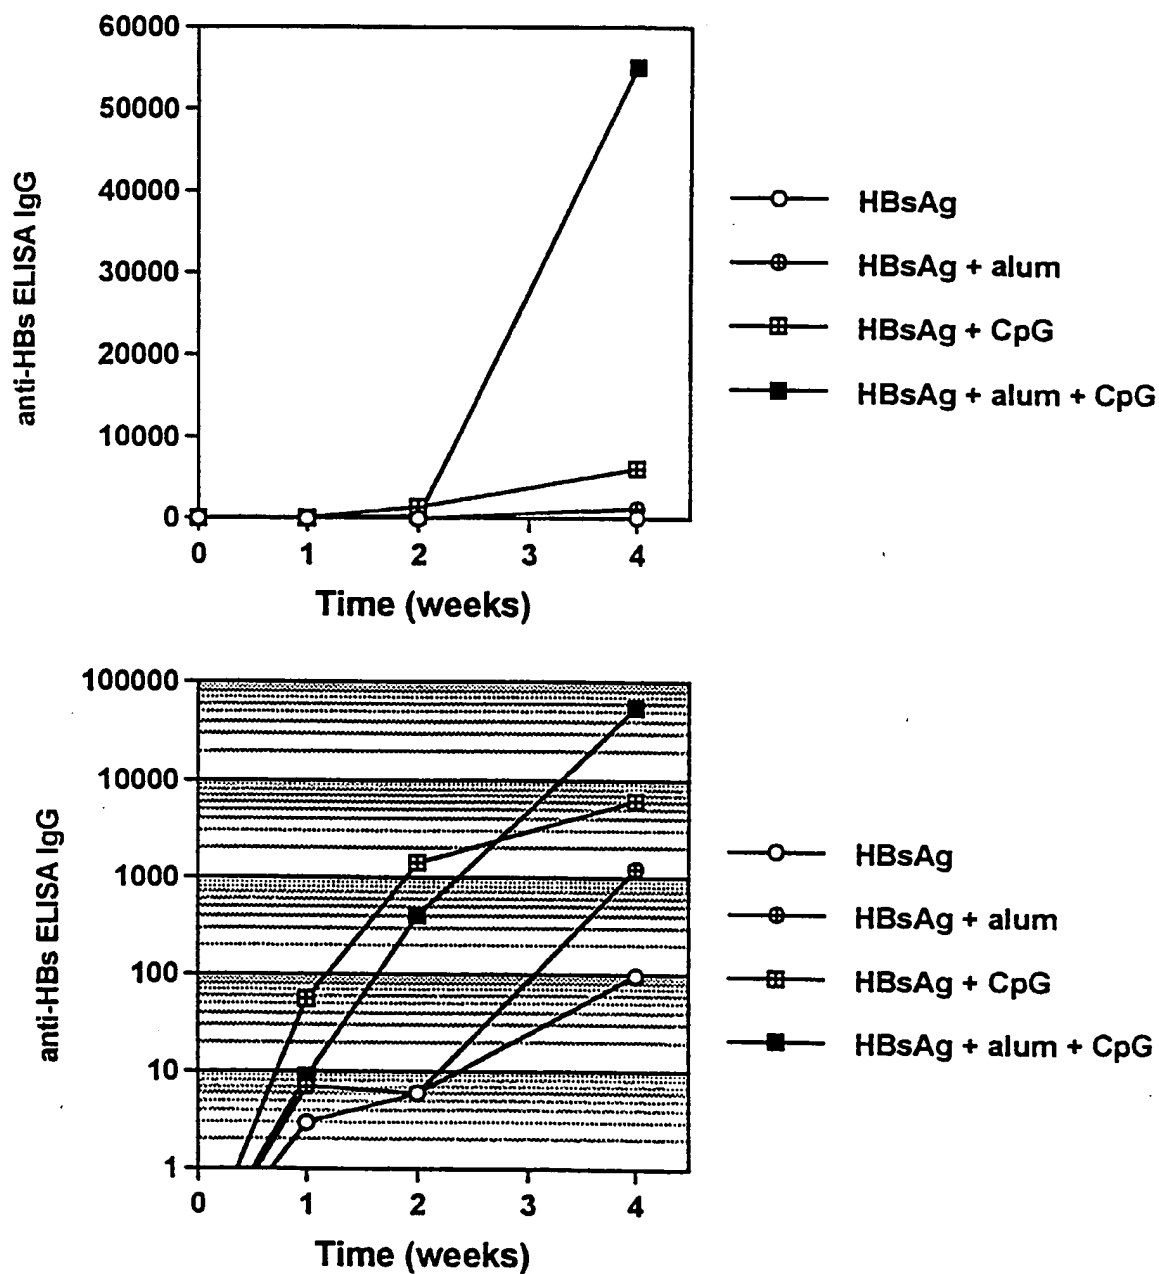 60000
50000
40000
30000
20000
10000
0
anti-HBs ELISA IgG
0 1 2 3 4
Time (weeks)
HBsAg
HBsAg + alum
HBsAg + CpG
HBsAg + alum + CpG
100000
10000
1000
100
10
1
anti-HBs ELISA IgG
0 1 2 3 4
Time (weeks)
HBsAg
HBsAg + alum
HBsAg + CpG
HBsAg + alum + CpG